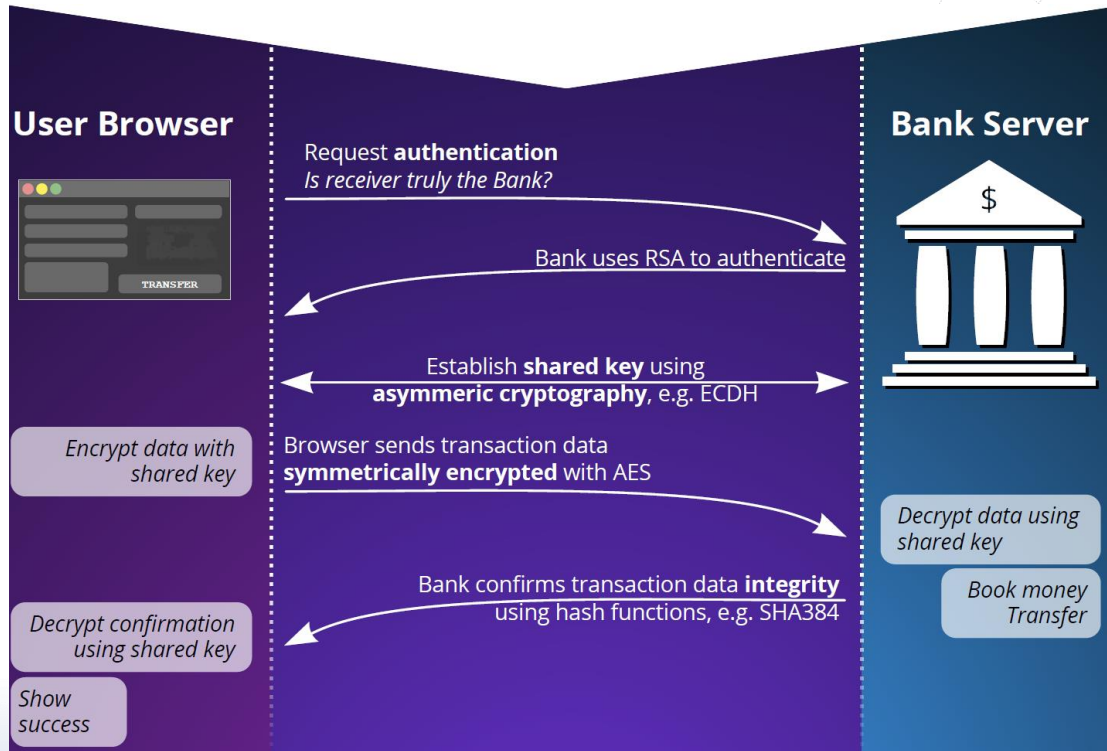 User Browser
Bank Server
Request authentication
Is receiver truly the Bank?
$
Bank uses RSA to authenticate
TRANSFER
Establish shared key using
asymmeric cryptography, e.g. ECDH
Encrypt data with
shared key
Browser sends transaction data
symmetrically encrypted with AES
Decrypt data using
shared key
Bank confirms transaction data integrity
using hash functions, e.g. SHA384
Book money
Transfer
Decrypt confirmation
using shared key
Show
success